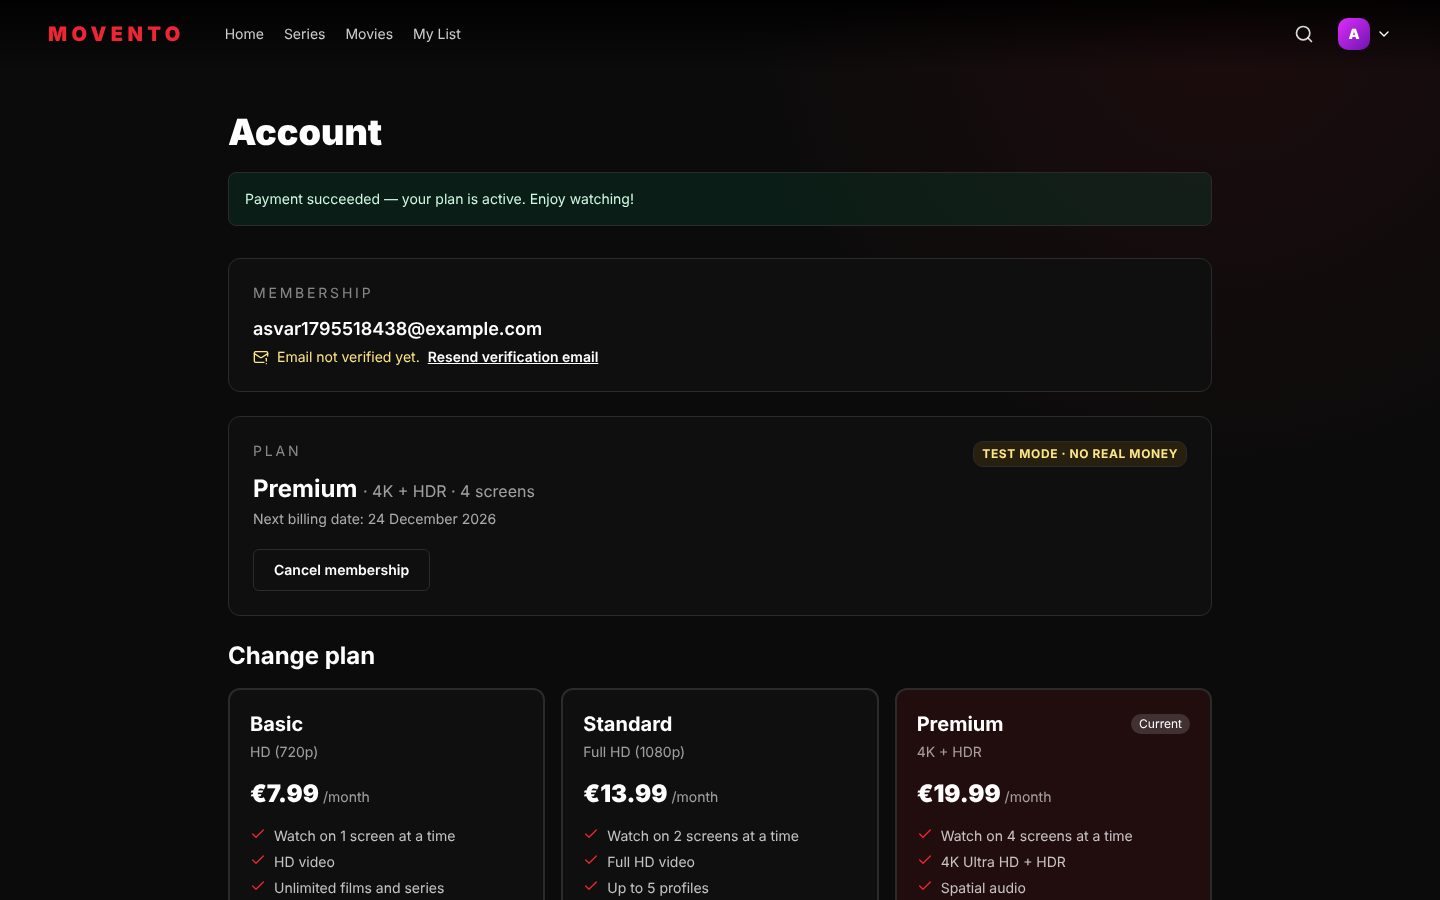 MOVENTO Home Series Movies My List A
Account
Payment succeeded — your plan is active. Enjoy watching!
MEMBERSHIP
asvar1795518438@example.com
Email not verified yet. Resend verification email
PLAN
TEST MODE · NO REAL MONEY
Premium · 4K + HDR · 4 screens
Next billing date: 24 December 2026
Cancel membership
Change plan
Basic
HD (720p)
€7.99 /month
Watch on 1 screen at a time
HD video
Unlimited films and series
Standard
Full HD (1080p)
€13.99 /month
Watch on 2 screens at a time
Full HD video
Up to 5 profiles
Premium Current
4K + HDR
€19.99 /month
Watch on 4 screens at a time
4K Ultra HD + HDR
Spatial audio